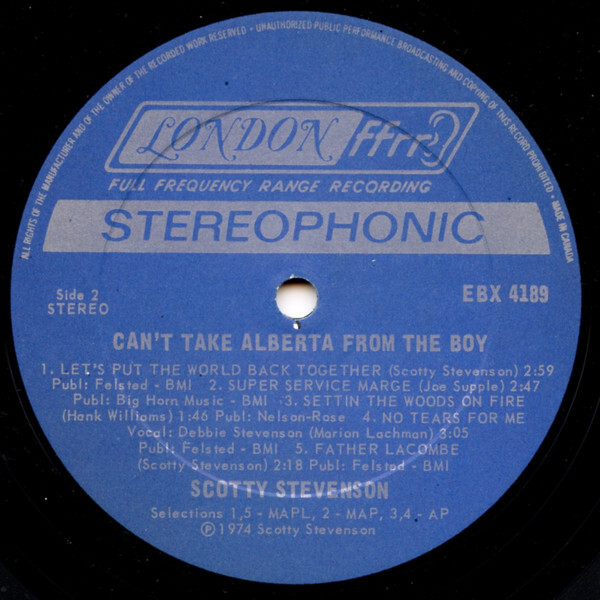 ALL RIGHTS OF THE MANUFACTURER AND OF THE OWNER OF THE RECORDED WORK RESERVED - UNAUTHORIZED PUBLIC PERFORMANCE BROADCASTING AND COPYING OF THIS RECORD PROHIBITED - MADE IN CANADA
LONDON ffrr
FULL FREQUENCY RANGE RECORDING
STEREOPHONIC
Side 2
STEREO
EBX 4189
CAN'T TAKE ALBERTA FROM THE BOY
1. LET'S PUT THE WORLD BACK TOGETHER (Scotty Stevenson) 2:59
Publ: Felsted - BMI 2. SUPER SERVICE MARGE (Joe Supple) 2:47
Publ: Big Horn Music - BMI 3. SETTIN THE WOODS ON FIRE
(Hank Williams) 1:46 Publ: Nelson-Rose 4. NO TEARS FOR ME
Vocal: Debbie Stevenson (Marion Lachman) 3:05
Publ: Felsted - BMI 5. FATHER LACOMBE
(Scotty Stevenson) 2:18 Publ: Felstad - BMI
SCOTTY STEVENSON
Selections 1,5 - MAPL, 2 - MAP, 3,4 - AP
Ⓟ 1974 Scotty Stevenson